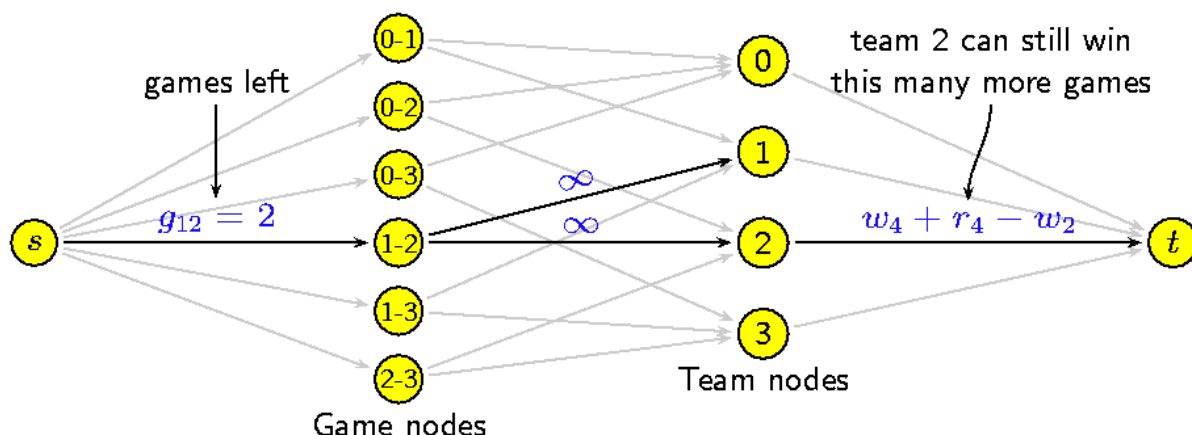 0-1
0
team 2 can still win
this many more games
games left
0-2
1
0-3
∞
g₁₂ = 2
∞
w₄ + r₄ − w₂
s
1-2
2
t
1-3
3
2-3
Team nodes
Game nodes